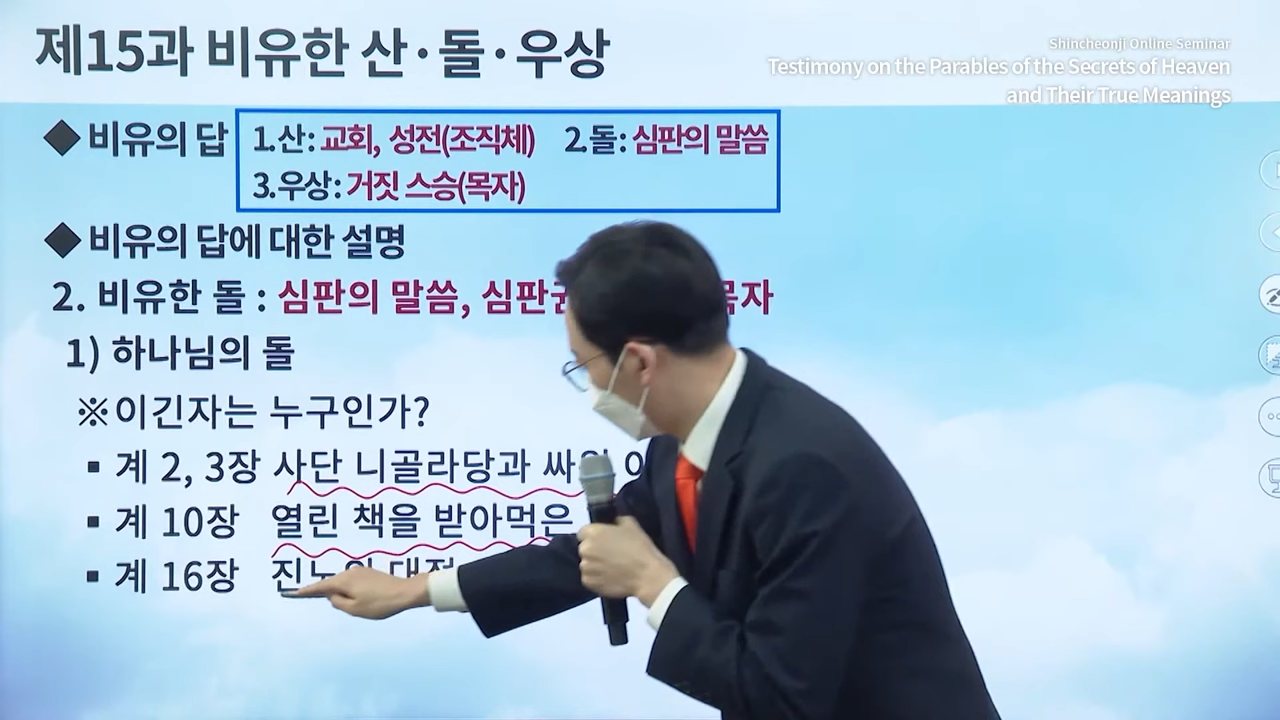 제15과 비유한 산·돌·우상
Shincheonji Online Seminar
Testimony on the Parables of the Secrets of Heaven
and Their True Meanings
◆ 비유의 답 1.산: 교회, 성전(조직체) 2.돌: 심판의 말씀
3.우상: 거짓 스승(목자)
◆ 비유의 답에 대한 설명
2. 비유한 돌 : 심판의 말씀,
1) 하나님의 돌
※이긴자는 누구인가?
▪ 계 2, 3장 사단 니골라당과
▪ 계 10장 열린 책을 받아먹은
▪ 계 16장